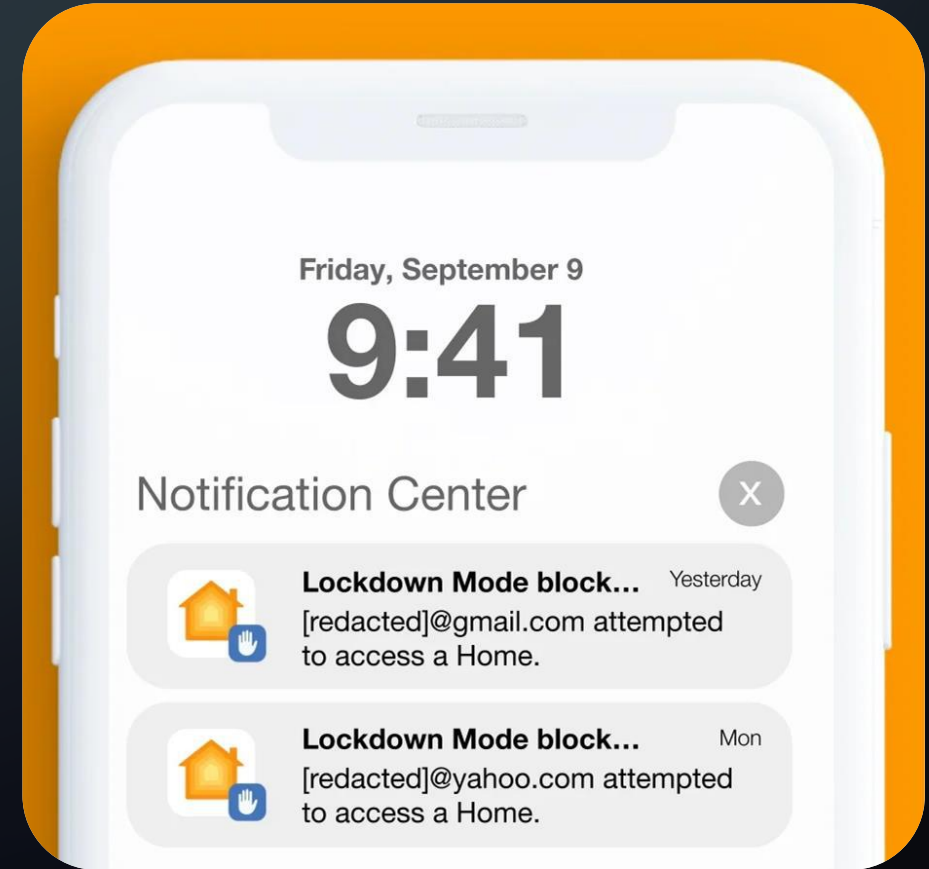 Friday, September 9
9:41
Notification Center
X
Lockdown Mode block...
Yesterday
[redacted]@gmail.com attempted
to access a Home.
Lockdown Mode block...
Mon
[redacted]@yahoo.com attempted
to access a Home.